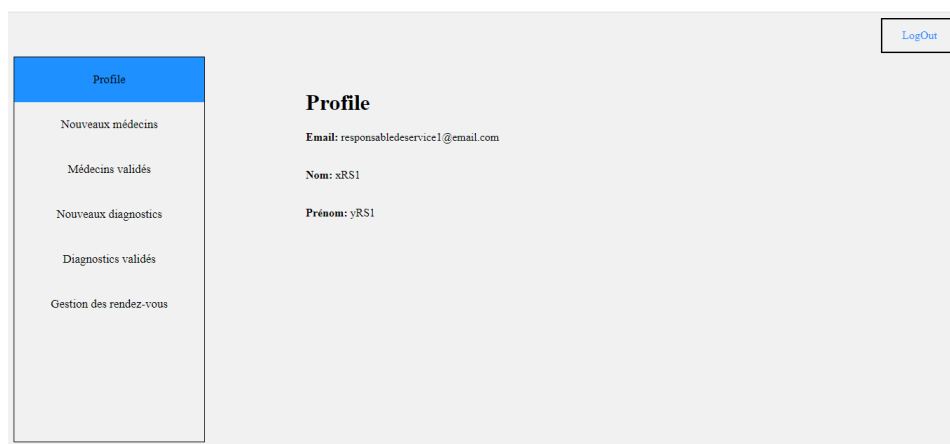 LogOut
Profile
Nouveaux médecins
Médecins validés
Nouveaux diagnostics
Diagnostics validés
Gestion des rendez-vous
Profile
Email: responsabledeservice1@email.com
Nom: xRS1
Prénom: yRS1